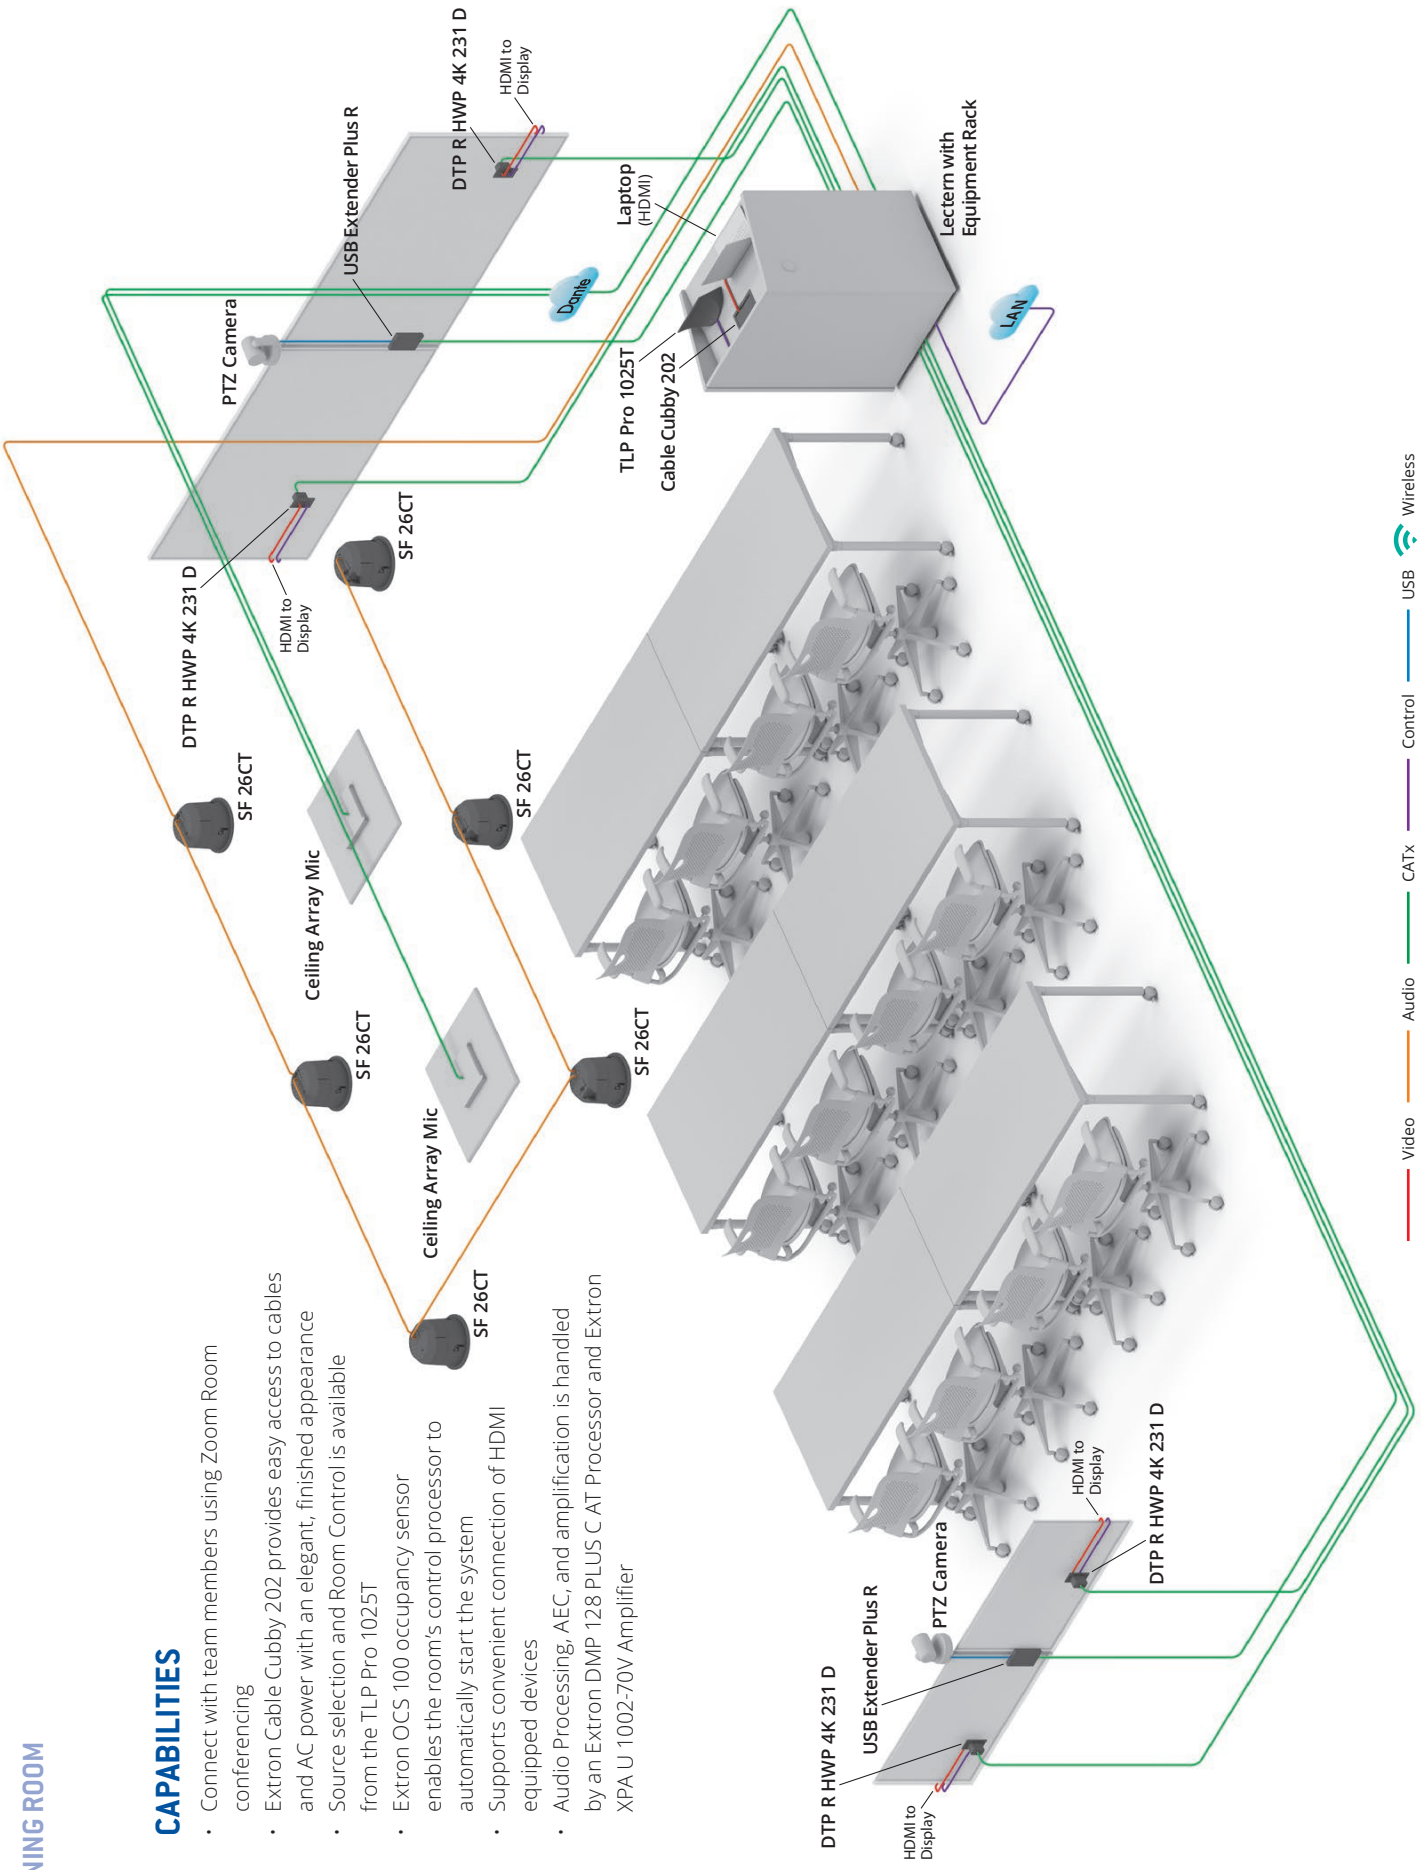 NING ROOM
CAPABILITIES
· Connect with team members using Zoom Room
conferencing
· Extron Cable Cubby 202 provides easy access to cables
and AC power with an elegant, finished appearance
· Source selection and Room Control is available
from the TLP Pro 1025T
· Extron OCS 100 occupancy sensor
enables the room's control processor to
automatically start the system
· Supports convenient connection of HDMI
equipped devices
· Audio Processing, AEC, and amplification is handled
by an Extron DMP 128 PLUS C AT Processor and Extron
XPA U 1002-70V Amplifier
SF 26CT
SF 26CT
SF 26CT
SF 26CT
SF 26CT
SF 26CT
Ceiling Array Mic
Ceiling Array Mic
DTP R HWP 4K 231 D
HDMI to
Display
PTZ Camera
USB Extender Plus R
DTP R HWP 4K 231 D
HDMI to
Display
Dante
Laptop
(HDMI)
TLP Pro 1025T
Cable Cubby 202
Lectern with
Equipment Rack
LAN
DTP R HWP 4K 231 D
HDMI to
Display
USB Extender Plus R
PTZ Camera
HDMI to
Display
DTP R HWP 4K 231 D
Video
Audio
CATx
Control
USB
Wireless